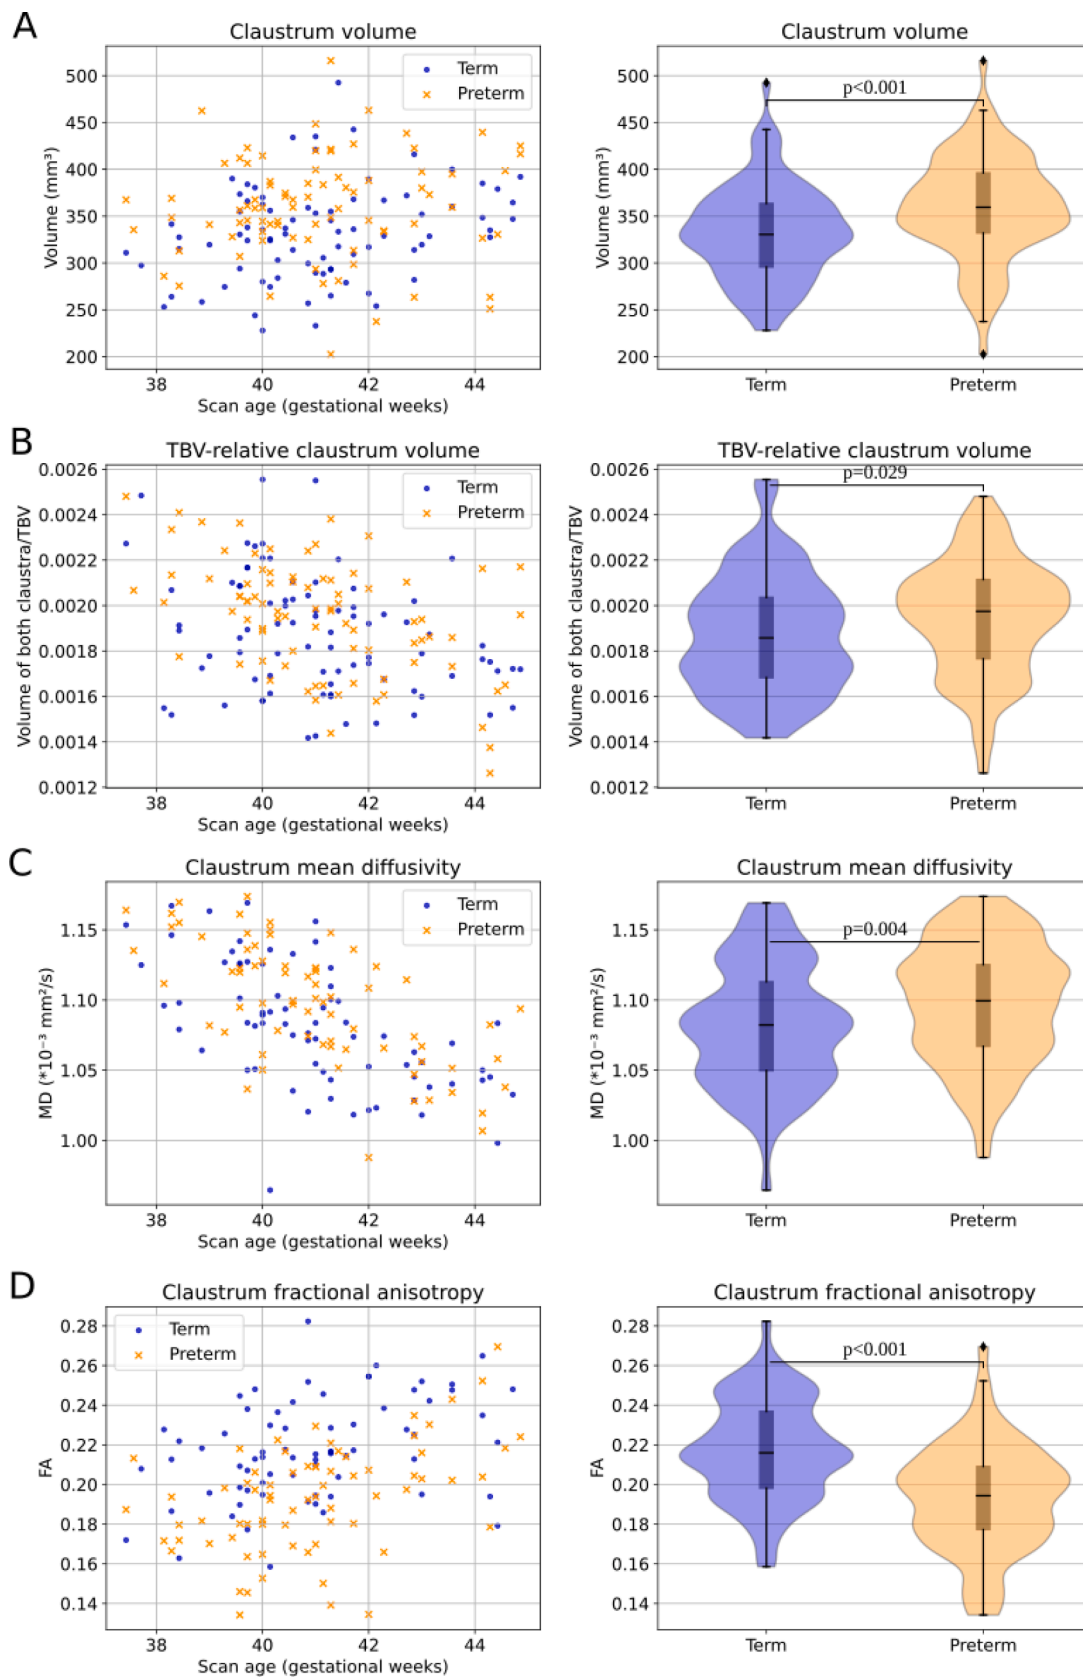 A
Claustrum volume
Volume (mm³)
500
450
400
350
300
250
200
Term
Preterm
38
40
42
44
Scan age (gestational weeks)
Claustrum volume
Volume (mm³)
500
450
400
350
300
250
200
p<0.001
Term
Preterm
B
TBV-relative claustrum volume
Volume of both claustra/TBV
0.0026
0.0024
0.0022
0.0020
0.0018
0.0016
0.0014
0.0012
Term
Preterm
38
40
42
44
Scan age (gestational weeks)
TBV-relative claustrum volume
Volume of both claustra/TBV
0.0026
0.0024
0.0022
0.0020
0.0018
0.0016
0.0014
0.0012
p=0.029
Term
Preterm
C
Claustrum mean diffusivity
MD (*10⁻³ mm²/s)
1.15
1.10
1.05
1.00
Term
Preterm
38
40
42
44
Scan age (gestational weeks)
Claustrum mean diffusivity
MD (*10⁻³ mm²/s)
1.15
1.10
1.05
1.00
p=0.004
Term
Preterm
D
Claustrum fractional anisotropy
FA
0.28
0.26
0.24
0.22
0.20
0.18
0.16
0.14
Term
Preterm
38
40
42
44
Scan age (gestational weeks)
Claustrum fractional anisotropy
FA
0.28
0.26
0.24
0.22
0.20
0.18
0.16
0.14
p<0.001
Term
Preterm